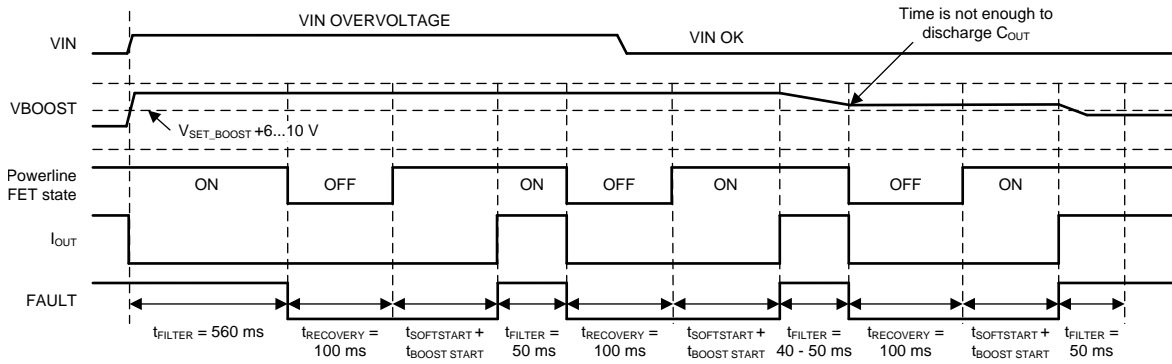 VIN OVERVOLTAGE
Time is not enough to
discharge COUT
VIN
VIN OK
VBOOST
VSET_BOOST +6...10 V
Powerline
FET state
ON
OFF
ON
ON
OFF
ON
OFF
ON
IOUT
FAULT
tFILTER = 560 ms
tRECOVERY =
100 ms
tSOFTSTART +
tBOOST START
tFILTER =
50 ms
tRECOVERY =
100 ms
tSOFTSTART +
tBOOST START
tFILTER =
40 - 50 ms
tRECOVERY =
100 ms
tSOFTSTART +
tBOOST START
tFILTER =
50 ms